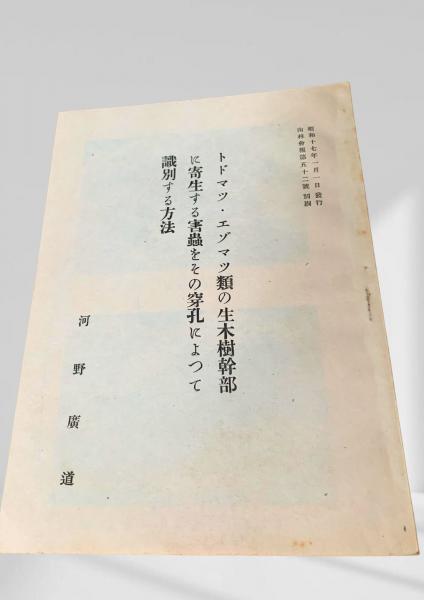 昭和十七年一月一日發行
山林會報第五十二號別刷
トドマツ・エゾマツ類の生木樹幹部
に寄生する害蟲をその穿孔によつて
識別する方法
河野廣道